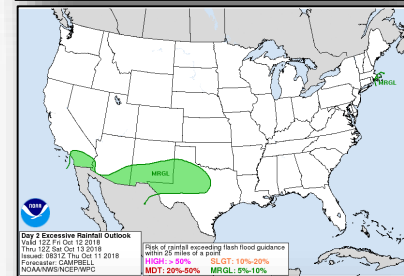 MRGL
MRGL
noaa
Day 2 Excessive Rainfall Outlook
Valid 12Z Fri Oct 12 2018
Thru 12Z Sat Oct 13 2018
Issued: 0831Z Thu Oct 11 2018
Forecaster: CAMPBELL
NOAA/NWS/NCEP/WPC
Risk of rainfall exceeding flash flood guidance
within 25 miles of a point
HIGH: > 50% SLGT: 10%-20%
MDT: 20%-50% MRGL: 5%-10%